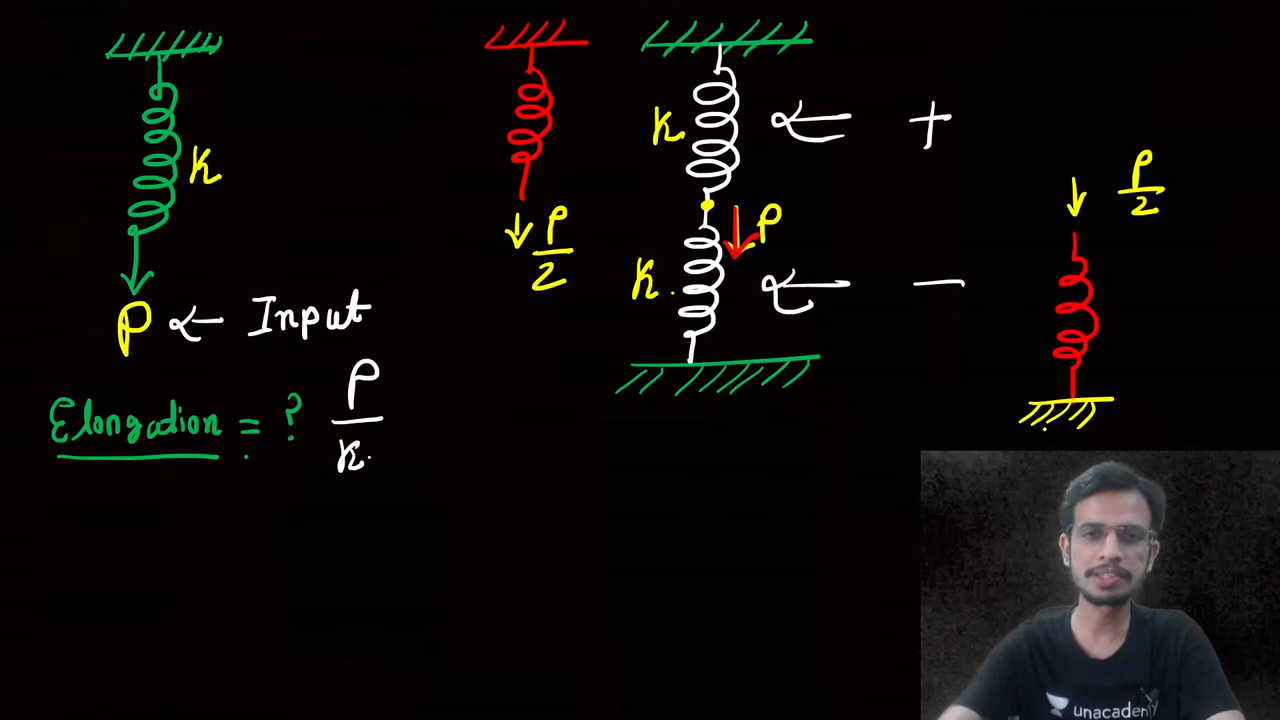 k
P ← Input
Elongation = ? P/k.
P/2
k
P
k.
+
−
P/2
unacademy